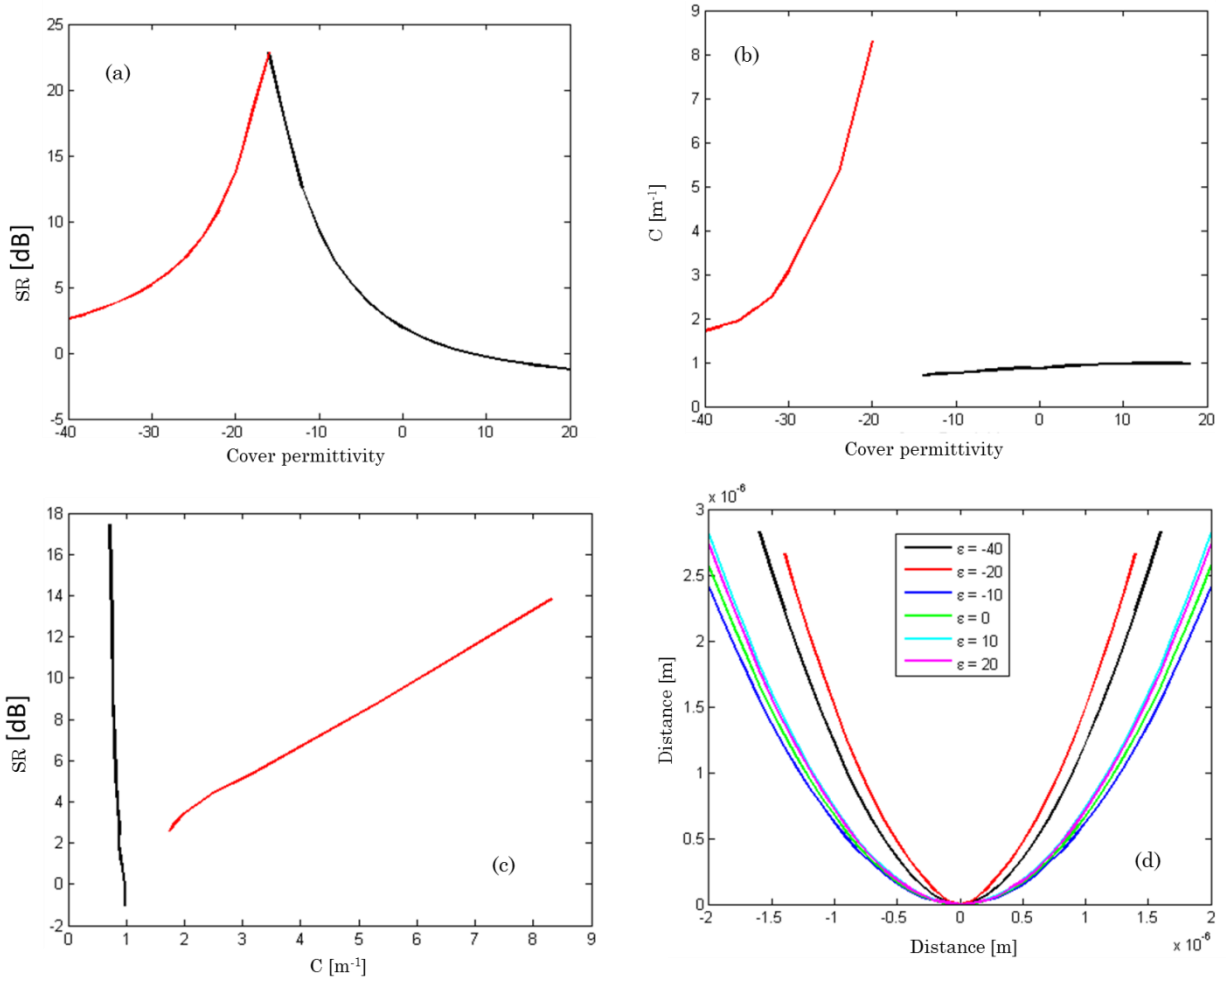 25
20
15
10
5
0
-5
-40 -30 -20 -10 0 10 20
SR [dB]
Cover permittivity
(a)
9
8
7
6
5
4
3
2
1
0
-40 -30 -20 -10 0 10 20
C [m-1]
Cover permittivity
(b)
18
16
14
12
10
8
6
4
2
0
-2
0 1 2 3 4 5 6 7 8 9
SR [dB]
C [m-1]
(c)
x 10-6
3
2.5
2
1.5
1
0.5
0
-2 -1.5 -1 -0.5 0 0.5 1 1.5 2
x 10-6
Distance [m]
Distance [m]
ε = -40
ε = -20
ε = -10
ε = 0
ε = 10
ε = 20
(d)